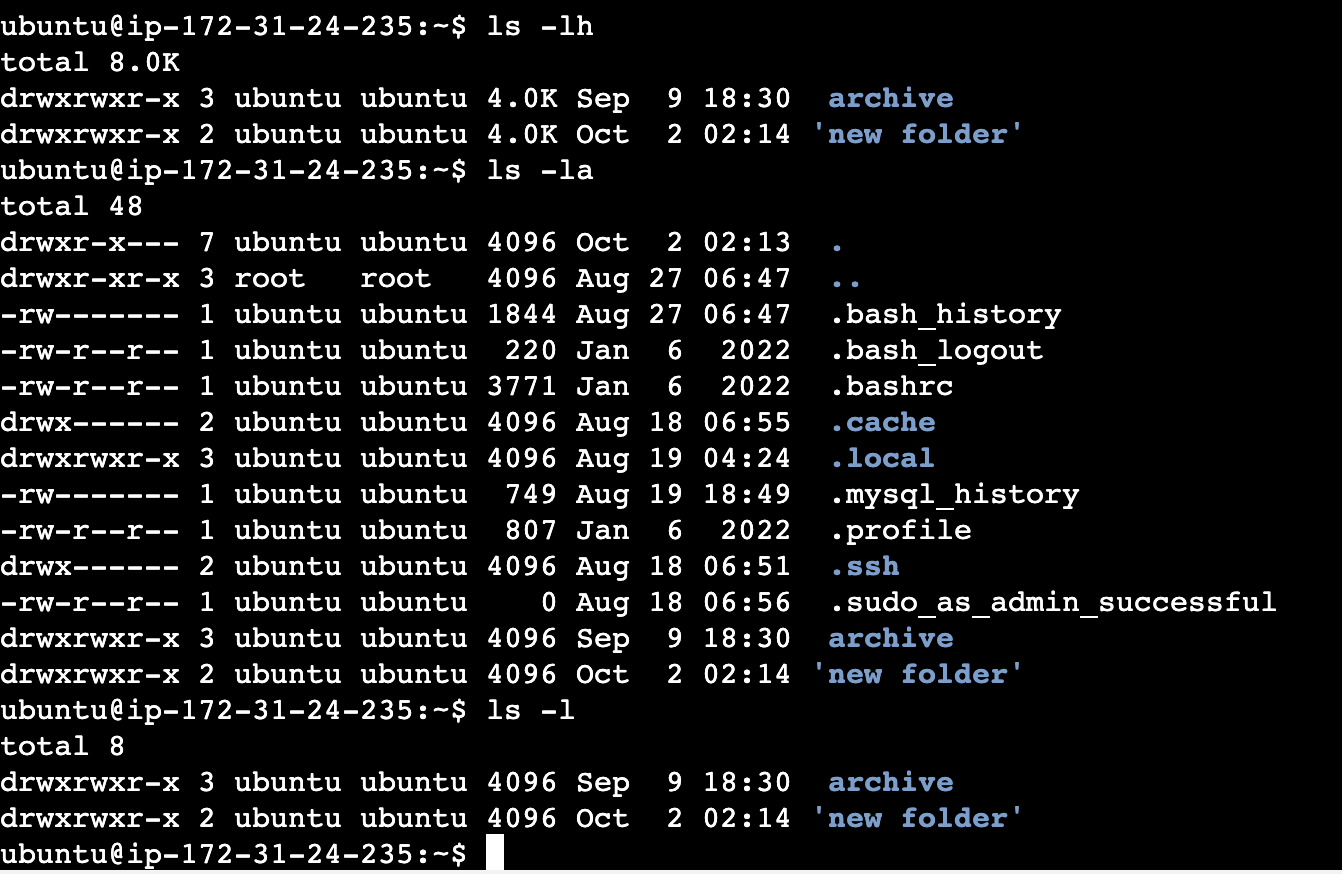 ubuntu@ip-172-31-24-235:~$ ls -lh
total 8.0K
drwxrwxr-x 3 ubuntu ubuntu 4.0K Sep  9 18:30  archive
drwxrwxr-x 2 ubuntu ubuntu 4.0K Oct  2 02:14 'new folder'
ubuntu@ip-172-31-24-235:~$ ls -la
total 48
drwxr-x--- 7 ubuntu ubuntu 4096 Oct  2 02:13  .
drwxr-xr-x 3 root   root   4096 Aug 27 06:47  ..
-rw------- 1 ubuntu ubuntu 1844 Aug 27 06:47  .bash_history
-rw-r--r-- 1 ubuntu ubuntu  220 Jan  6  2022  .bash_logout
-rw-r--r-- 1 ubuntu ubuntu 3771 Jan  6  2022  .bashrc
drwx------ 2 ubuntu ubuntu 4096 Aug 18 06:55  .cache
drwxrwxr-x 3 ubuntu ubuntu 4096 Aug 19 04:24  .local
-rw------- 1 ubuntu ubuntu  749 Aug 19 18:49  .mysql_history
-rw-r--r-- 1 ubuntu ubuntu  807 Jan  6  2022  .profile
drwx------ 2 ubuntu ubuntu 4096 Aug 18 06:51  .ssh
-rw-r--r-- 1 ubuntu ubuntu    0 Aug 18 06:56  .sudo_as_admin_successful
drwxrwxr-x 3 ubuntu ubuntu 4096 Sep  9 18:30  archive
drwxrwxr-x 2 ubuntu ubuntu 4096 Oct  2 02:14 'new folder'
ubuntu@ip-172-31-24-235:~$ ls -l
total 8
drwxrwxr-x 3 ubuntu ubuntu 4096 Sep  9 18:30  archive
drwxrwxr-x 2 ubuntu ubuntu 4096 Oct  2 02:14 'new folder'
ubuntu@ip-172-31-24-235:~$